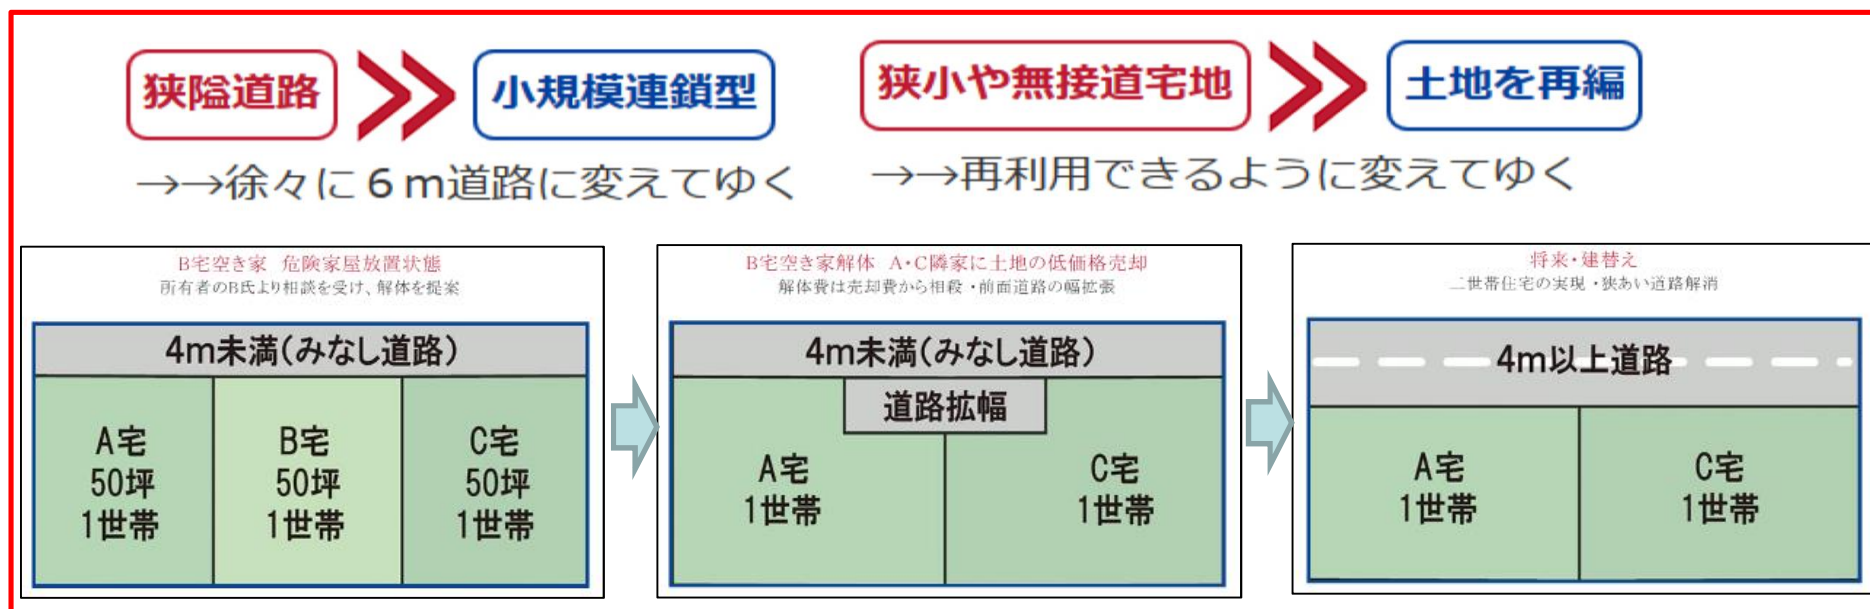 狭隘道路
小規模連鎖型
→→徐々に6m道路に変えてゆく
狭小や無接道宅地
土地を再編
→→再利用できるように変えてゆく
B宅空き家 危険家屋放置状態
所有者のB氏より相談を受け、解体を提案
4m未満(みなし道路)
A宅
50坪
1世帯
B宅
50坪
1世帯
C宅
50坪
1世帯
B宅空き家解体 A・C隣家に土地の低価格売却
解体費は売却費から相殺・前面道路の幅拡張
4m未満(みなし道路)
道路拡幅
A宅
1世帯
C宅
1世帯
将来・建替え
二世帯住宅の実現・狭あい道路解消
4m以上道路
A宅
1世帯
C宅
1世帯